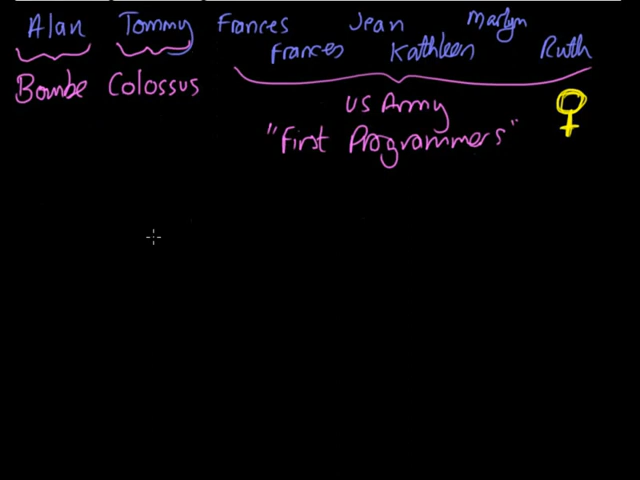 Alan Tommy Frances Jean Marlyn
Frances Kathleen Ruth
Bombe Colossus
US Army
"First Programmers"